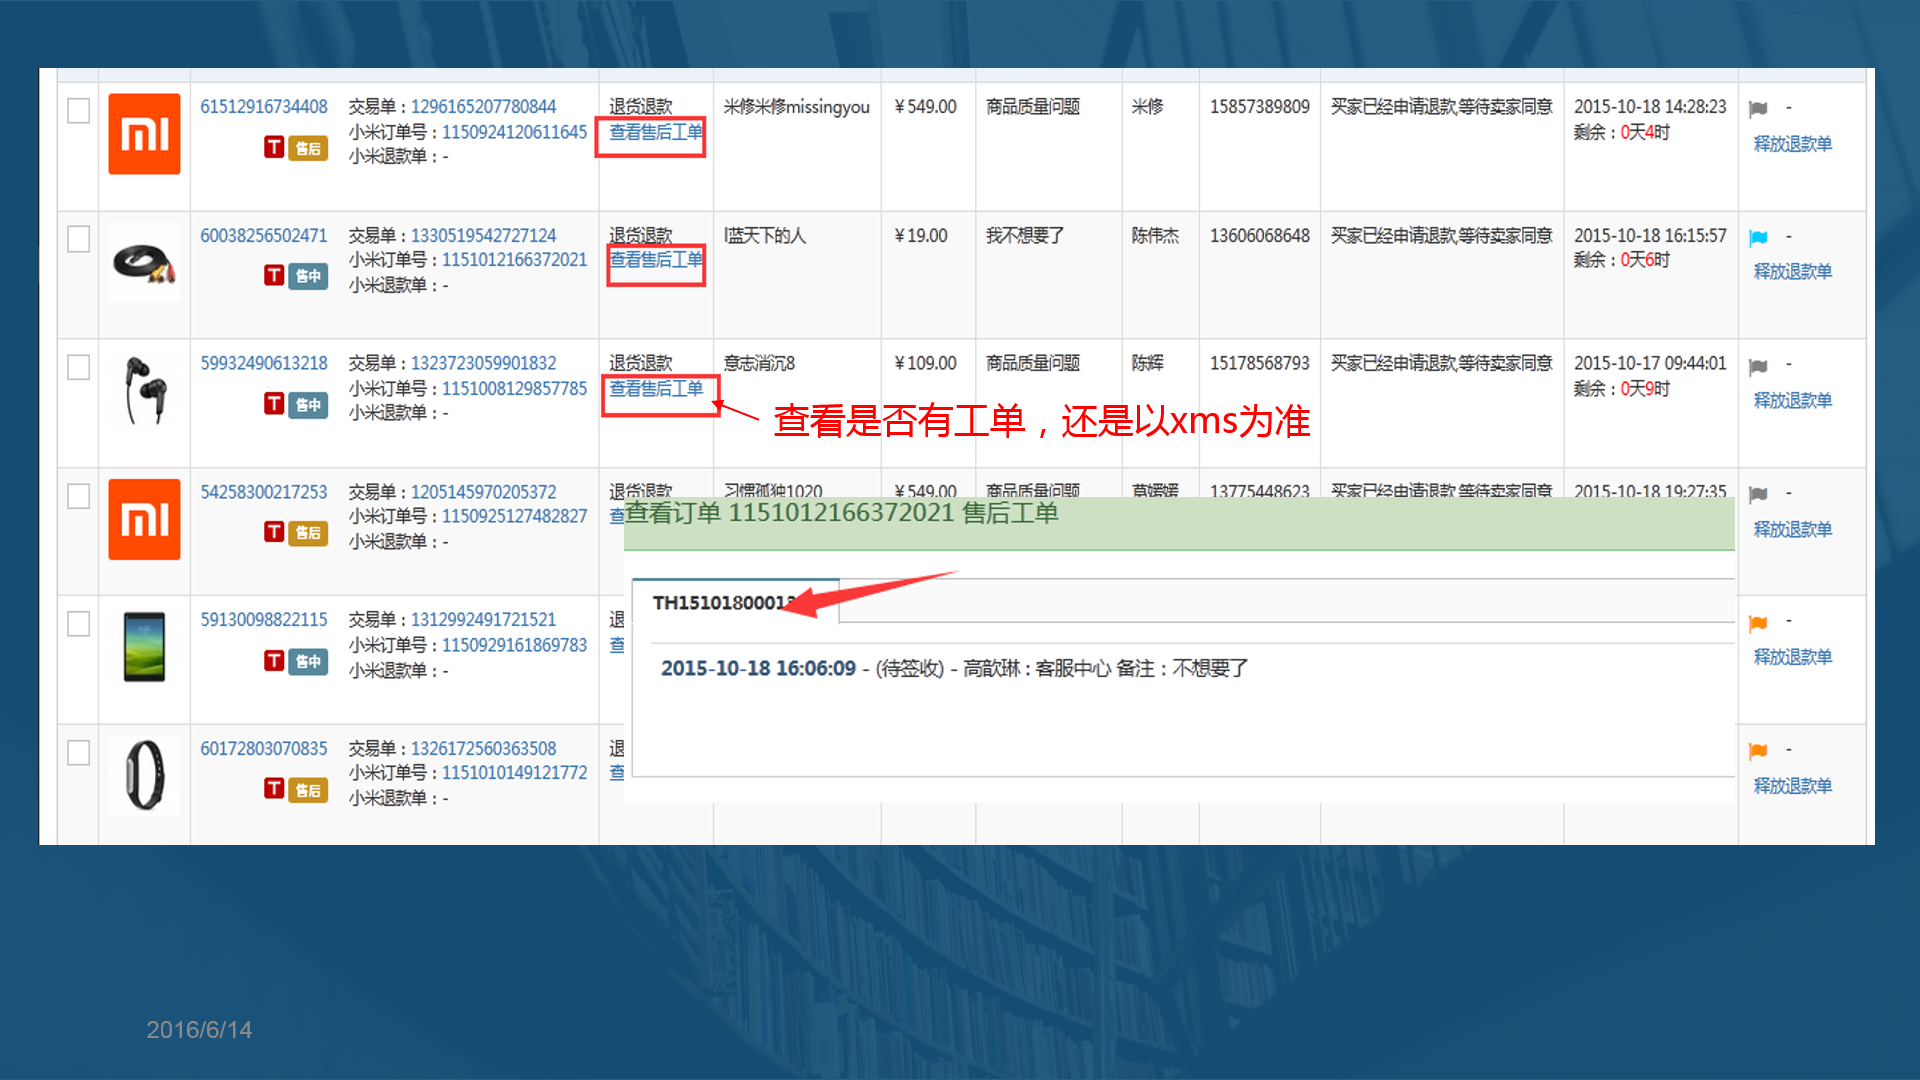 61512916734408 交易单：1296165207780844 退货退款 米修米修missingyou ￥549.00 商品质量问题 米修 15857389809 买家已经申请退款,等待卖家同意 2015-10-18 14:28:23 -
小米订单号：1150924120611645 查看售后工单 剩余：0天4时
T 售后 小米退款单：- 释放退款单
60038256502471 交易单：1330519542727124 退货退款 l蓝天下的人 ￥19.00 我不想要了 陈伟杰 13606068648 买家已经申请退款,等待卖家同意 2015-10-18 16:15:57 -
小米订单号：1151012166372021 查看售后工单 剩余：0天6时
T 售中 小米退款单：- 释放退款单
59932490613218 交易单：1323723059901832 退货退款 意志消沉8 ￥109.00 商品质量问题 陈辉 15178568793 买家已经申请退款,等待卖家同意 2015-10-17 09:44:01 -
小米订单号：1151008129857785 查看售后工单 剩余：0天9时
T 售中 小米退款单：- 释放退款单
查看是否有工单，还是以xms为准
54258300217253 交易单：1205145970205372 退货退款 习惯孤独1020 ￥549.00 商品质量问题 13775448623 买家已经申请退款,等待卖家同意 2015-10-18 19:27:35 -
小米订单号：1150925127482827 查
T 售后 小米退款单：- 释放退款单
查看订单 1151012166372021 售后工单
TH15101800013
2015-10-18 16:06:09 - (待签收) - 高歆琳 : 客服中心 备注：不想要了
59130098822115 交易单：1312992491721521 退 -
小米订单号：1150929161869783 查
T 售中 小米退款单：- 释放退款单
60172803070835 交易单：1326172560363508 退 -
小米订单号：1151010149121772 查
T 售后 小米退款单：- 释放退款单
2016/6/14